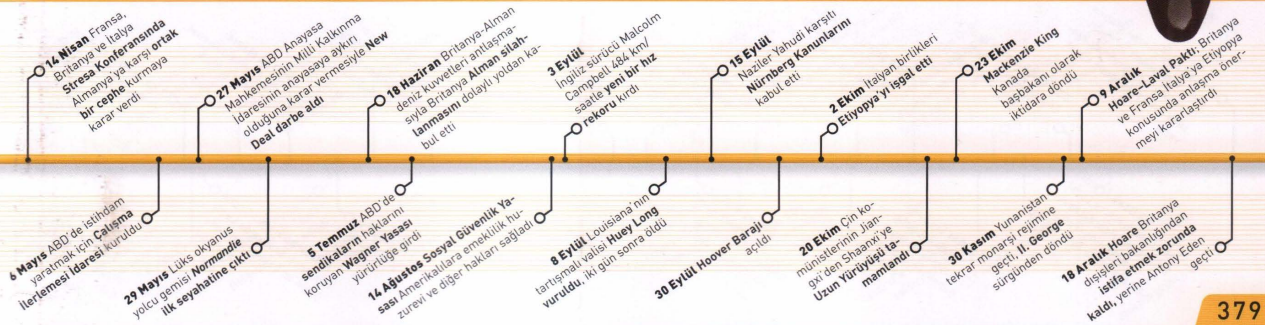 14 Nisan Fransa,
Britanya ve İtalya
Stresa Konferansında
Almanya'ya karşı ortak
bir cephe kurmaya
karar verdi
6 Mayıs ABD'de istihdam
yaratmak için Çalışma
İlerlemesi İdaresi kuruldu
27 Mayıs ABD Anayasa
Mahkemesinin Milli Kalkınma
İdaresinin anayasaya aykırı
olduğuna karar vermesiyle New
Deal darbe aldı
29 Mayıs Lüks okyanus
yolcu gemisi Normandie
ilk seyahatine çıktı
18 Haziran Britanya-Alman
deniz kuvvetleri antlaşma-
sıyla Britanya Alman silah-
lanmasını dolaylı yoldan ka-
bul etti
5 Temmuz ABD'de
sendikaların haklarını
koruyan Wagner Yasası
yürürlüğe girdi
14 Ağustos Sosyal Güvenlik Ya-
sası Amerikalılara emeklilik hu-
zurevi ve diğer hakları sağladı
3 Eylül
İngiliz sürücü Malcolm
Campbell 484 km/
saatle yeni bir hız
rekoru kırdı
8 Eylül Louisiana'nın
tartışmalı valisi Huey Long
vuruldu, iki gün sonra öldü
15 Eylül
Naziler Yahudi karşıtı
Nürnberg Kanunlarını
kabul etti
30 Eylül Hoover Barajı
açıldı
2 Ekim İtalyan birlikleri
Etiyopya'yı işgal etti
20 Ekim Çin ko-
münistlerinin Jian-
gxi'den Shaanxi'ye
Uzun Yürüyüşü ta-
mamlandı
23 Ekim
Mackenzie King
Kanada
başbakanı olarak
iktidara döndü
30 Kasım Yunanistan
tekrar monarşi rejimine
geçti, II. George
sürgünden döndü
9 Aralık
Hoare–Laval Paktı: Britanya
ve Fransa İtalya'ya Etiyopya
konusunda anlaşma öner-
meyi kararlaştırdı
18 Aralık Hoare Britanya
dışişleri bakanlığından
istifa etmek zorunda
kaldı, yerine Antony Eden
geçti
379